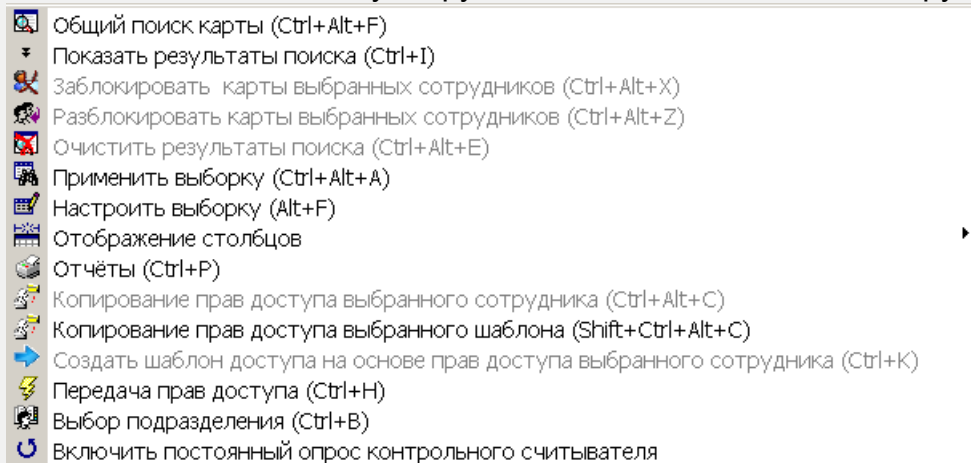 Общий поиск карты (Ctrl+Alt+F)
Показать результаты поиска (Ctrl+I)
Заблокировать карты выбранных сотрудников (Ctrl+Alt+X)
Разблокировать карты выбранных сотрудников (Ctrl+Alt+Z)
Очистить результаты поиска (Ctrl+Alt+E)
Применить выборку (Ctrl+Alt+A)
Настроить выборку (Alt+F)
Отображение столбцов
Отчёты (Ctrl+P)
Копирование прав доступа выбранного сотрудника (Ctrl+Alt+C)
Копирование прав доступа выбранного шаблона (Shift+Ctrl+Alt+C)
Создать шаблон доступа на основе прав доступа выбранного сотрудника (Ctrl+K)
Передача прав доступа (Ctrl+H)
Выбор подразделения (Ctrl+B)
Включить постоянный опрос контрольного считывателя